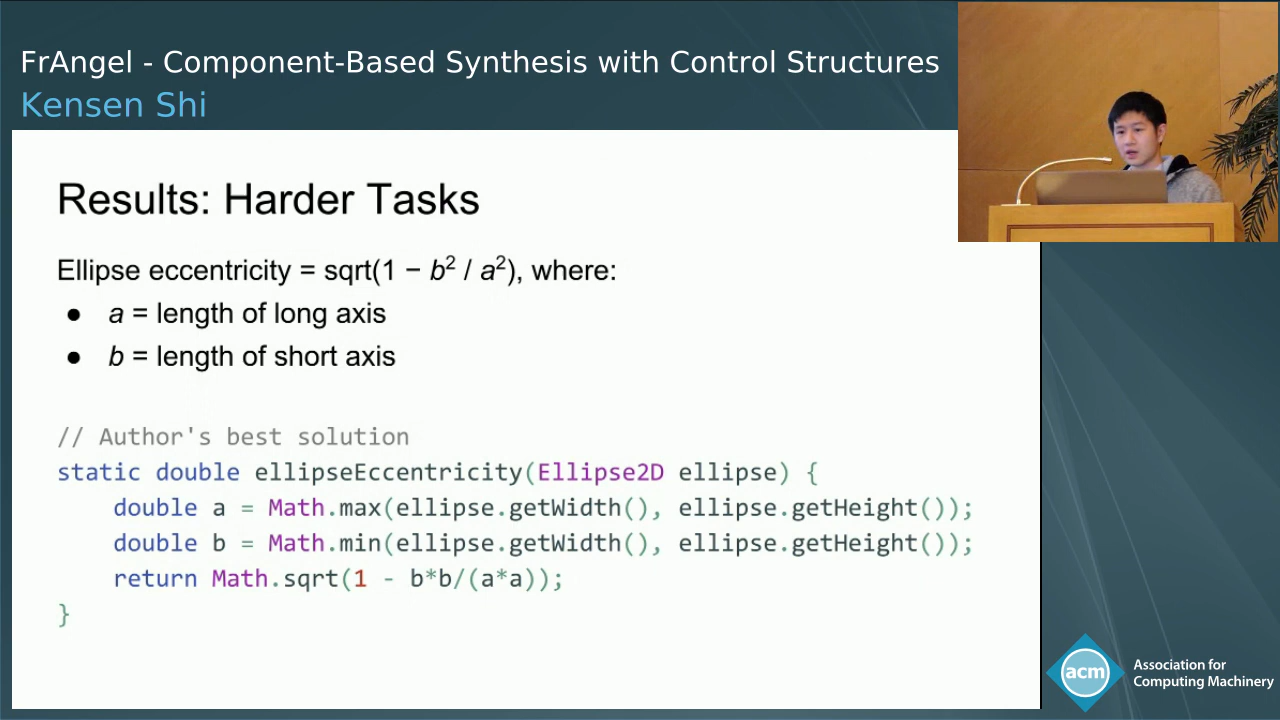 FrAngel - Component-Based Synthesis with Control Structures
Kensen Shi
Results: Harder Tasks
Ellipse eccentricity = sqrt(1 − b² / a²), where:
● a = length of long axis
● b = length of short axis
// Author's best solution
static double ellipseEccentricity(Ellipse2D ellipse) {
    double a = Math.max(ellipse.getWidth(), ellipse.getHeight());
    double b = Math.min(ellipse.getWidth(), ellipse.getHeight());
    return Math.sqrt(1 - b*b/(a*a));
}
acm
Association for
Computing Machinery